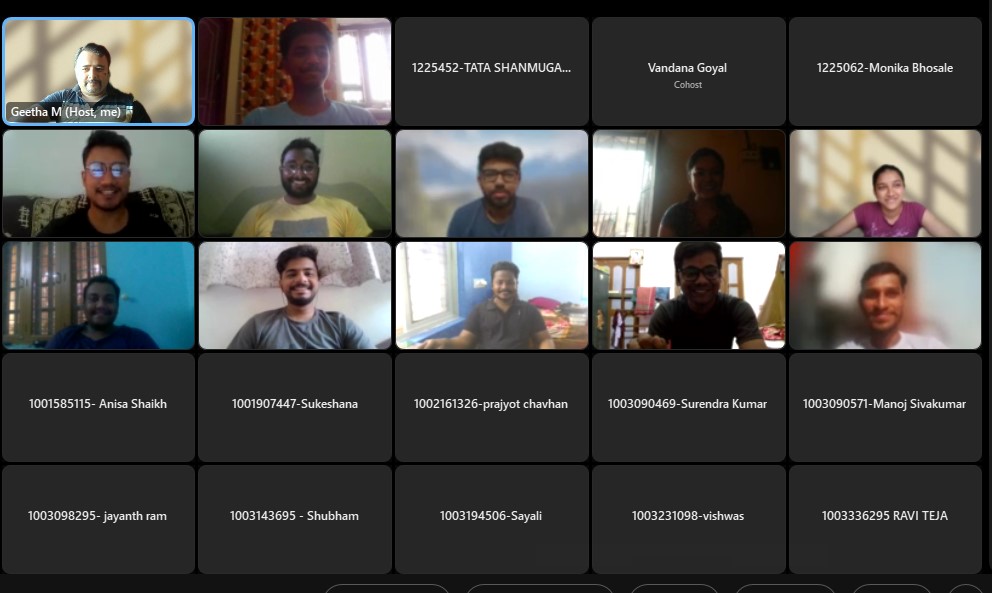 1225452-TATA SHANMUGA...
Vandana Goyal
Cohost
1225062-Monika Bhosale
Geetha M (Host, me)
1001585115- Anisa Shaikh
1001907447-Sukeshana
1002161326-prajyot chavhan
1003090469-Surendra Kumar
1003090571-Manoj Sivakumar
1003098295- jayanth ram
1003143695 - Shubham
1003194506-Sayali
1003231098-vishwas
1003336295 RAVI TEJA